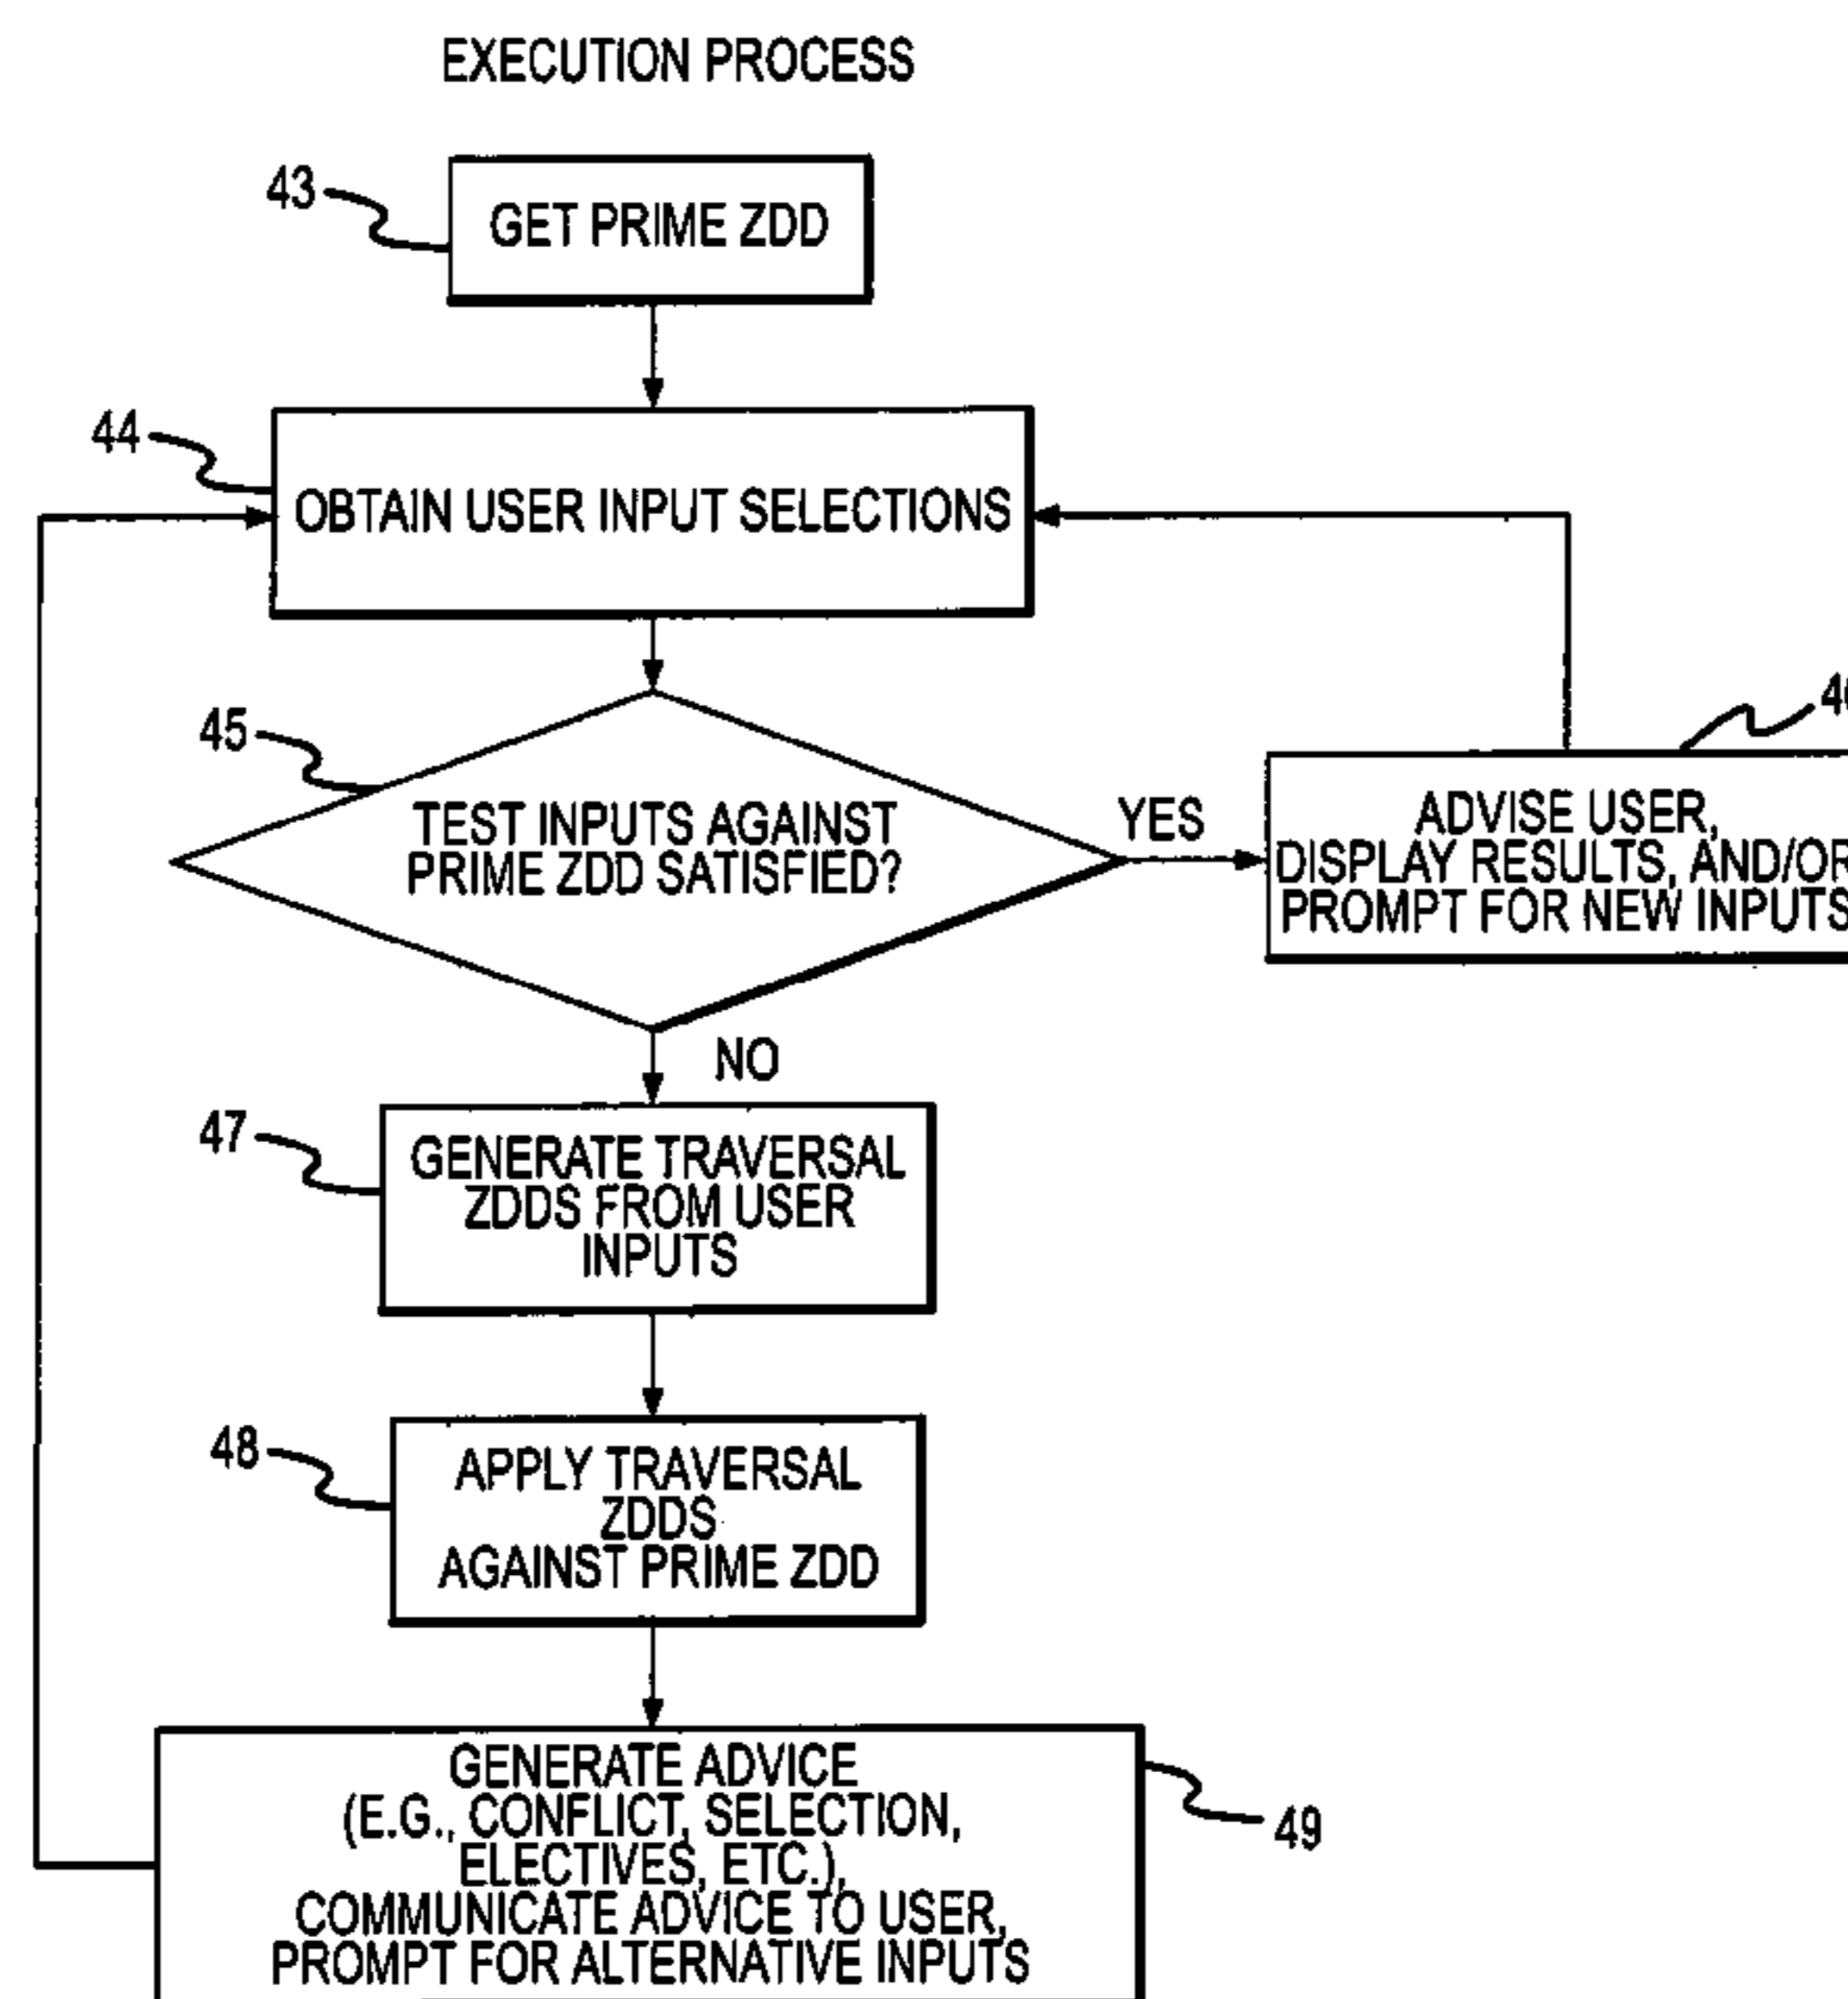 EXECUTION PROCESS
43
GET PRIME ZDD
44
OBTAIN USER INPUT SELECTIONS
45
TEST INPUTS AGAINST
PRIME ZDD SATISFIED?
YES
ADVISE USER,
DISPLAY RESULTS, AND/OR
PROMPT FOR NEW INPUTS
NO
47
GENERATE TRAVERSAL
ZDDS FROM USER
INPUTS
48
APPLY TRAVERSAL
ZDDS
AGAINST PRIME ZDD
GENERATE ADVICE
(E.G., CONFLICT, SELECTION,
ELECTIVES, ETC.),
COMMUNICATE ADVICE TO USER,
PROMPT FOR ALTERNATIVE INPUTS
49